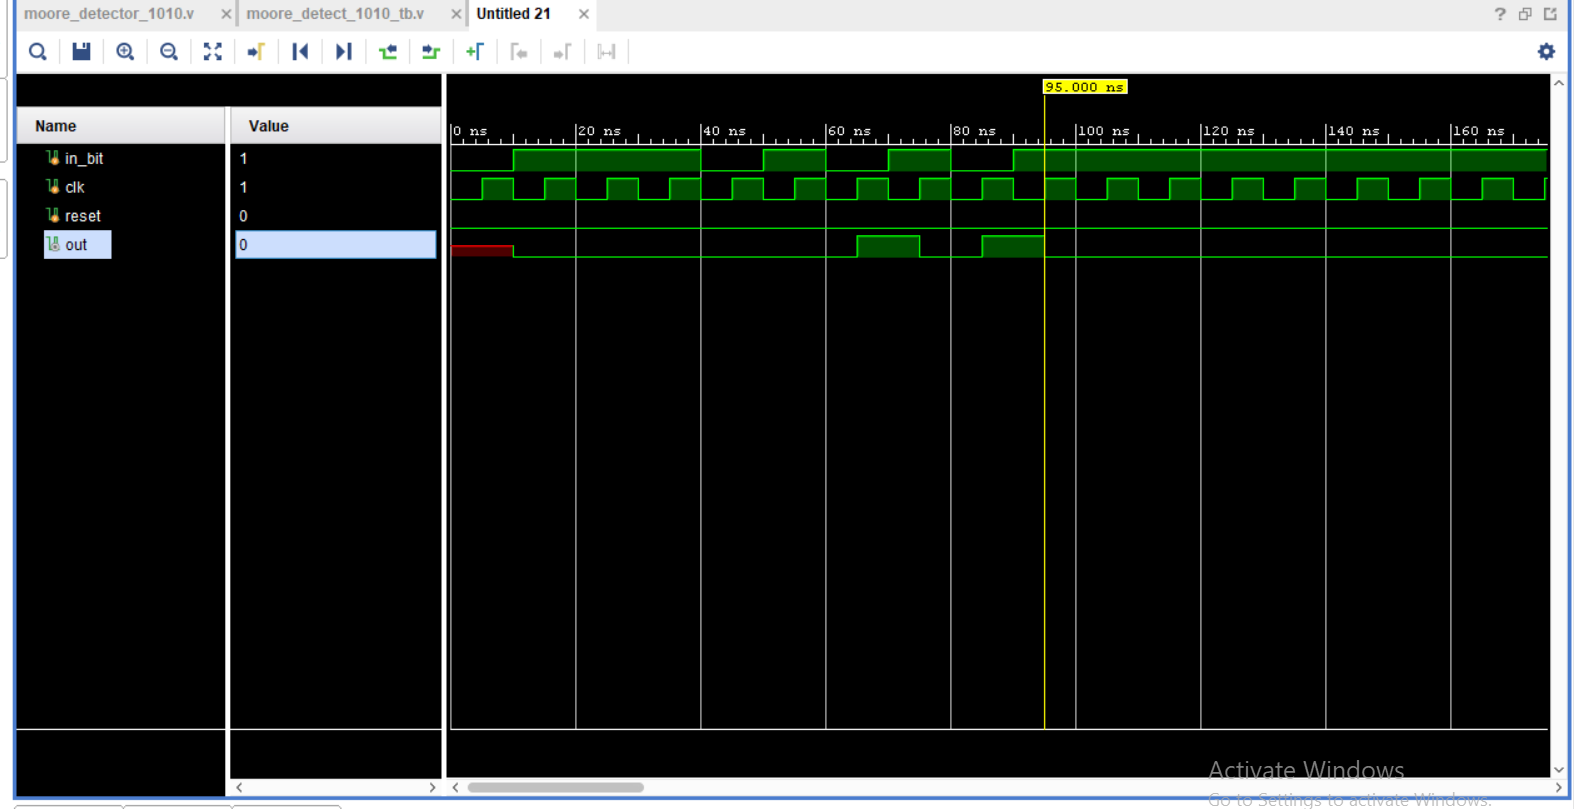 moore_detector_1010.v × moore_detect_1010_tb.v × Untitled 21 × ?
95.000 ns
Name Value 0 ns 20 ns 40 ns 60 ns 80 ns 100 ns 120 ns 140 ns 160 ns
in_bit 1
clk 1
reset 0
out 0
Activate Windows
Go to Settings to activate Windows.